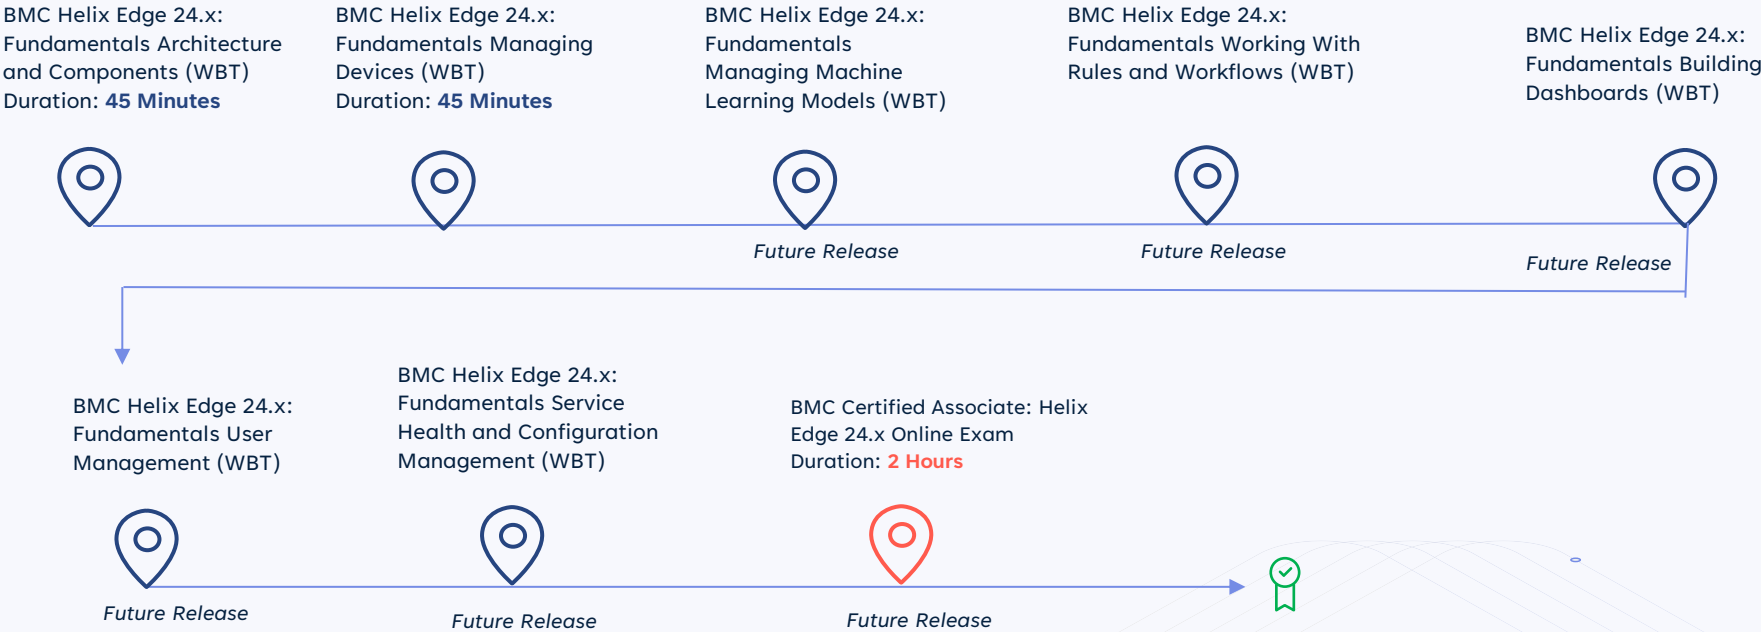 BMC Helix Edge 24.x:
Fundamentals Architecture
and Components (WBT)
Duration: 45 Minutes
BMC Helix Edge 24.x:
Fundamentals Managing
Devices (WBT)
Duration: 45 Minutes
BMC Helix Edge 24.x:
Fundamentals
Managing Machine
Learning Models (WBT)
BMC Helix Edge 24.x:
Fundamentals Working With
Rules and Workflows (WBT)
BMC Helix Edge 24.x:
Fundamentals Building
Dashboards (WBT)
Future Release
Future Release
Future Release
BMC Helix Edge 24.x:
Fundamentals User
Management (WBT)
BMC Helix Edge 24.x:
Fundamentals Service
Health and Configuration
Management (WBT)
BMC Certified Associate: Helix
Edge 24.x Online Exam
Duration: 2 Hours
Future Release
Future Release
Future Release